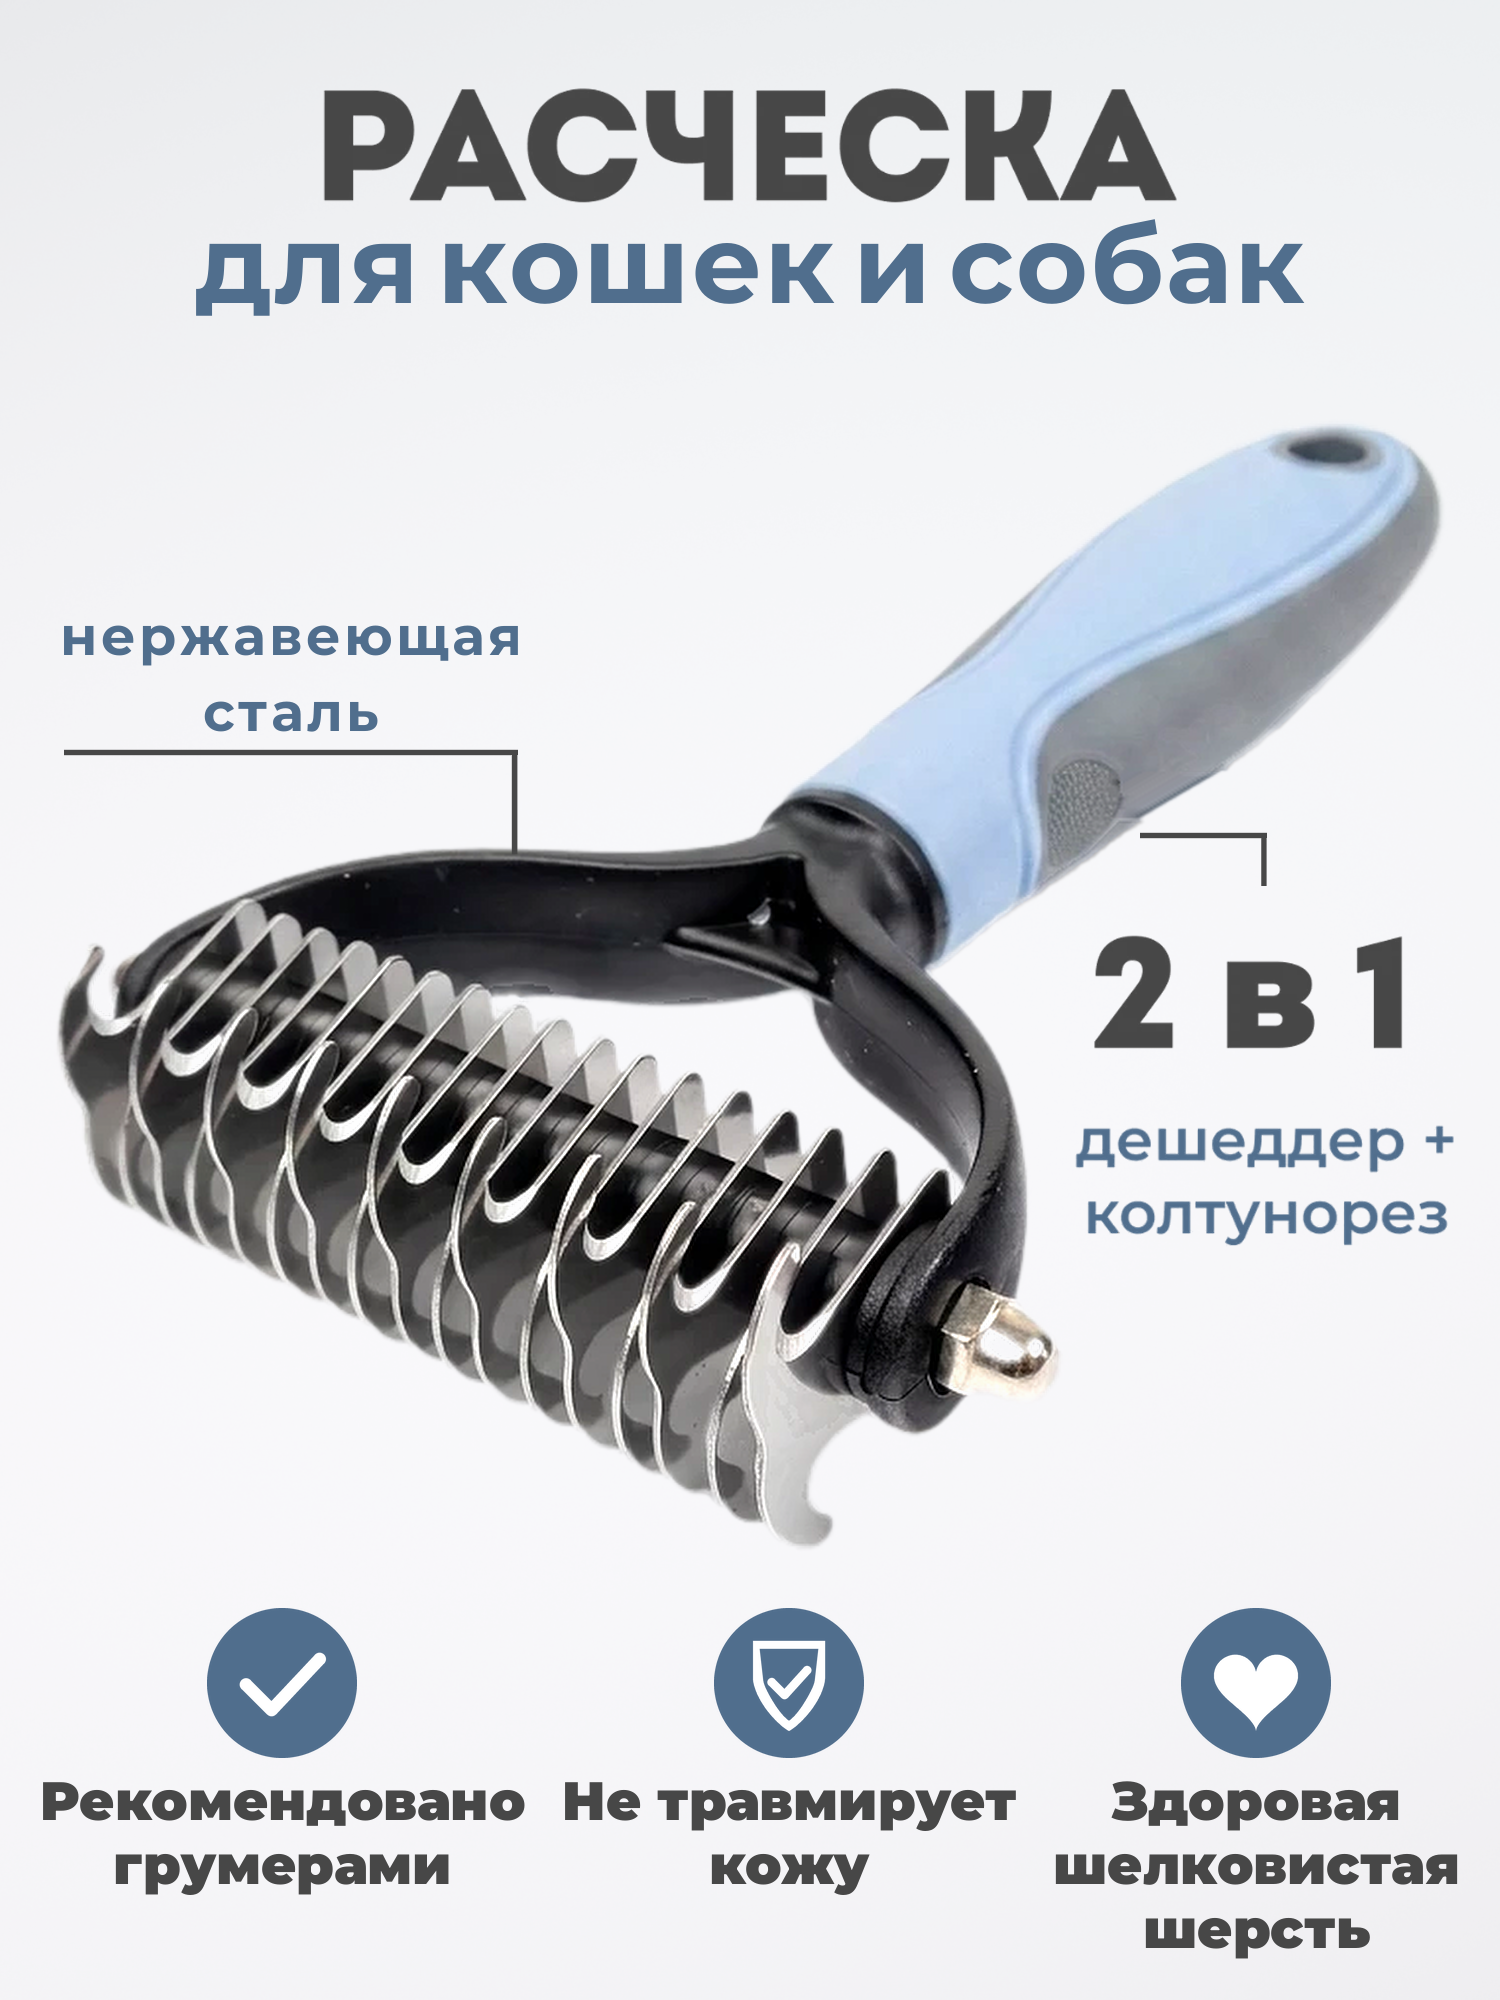 РАСЧЕСКА
для кошек и собак
нержавеющая
сталь
2 в 1
дешеддер +
колтунорез
Рекомендовано
грумерами
Не травмирует
кожу
Здоровая
шелковистая
шерсть